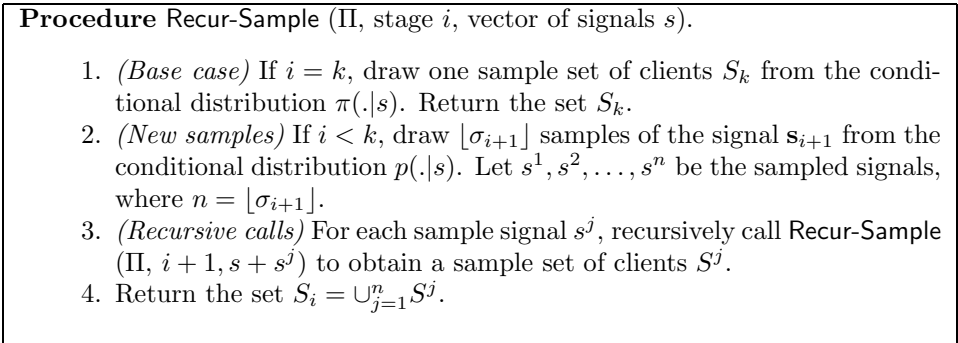 Procedure Recur-Sample (Π, stage i, vector of signals s).
1. (Base case) If i = k, draw one sample set of clients S_k from the condi-
tional distribution π(.|s). Return the set S_k.
2. (New samples) If i < k, draw ⌊σ_{i+1}⌋ samples of the signal s_{i+1} from the
conditional distribution p(.|s). Let s^1, s^2, . . . , s^n be the sampled signals,
where n = ⌊σ_{i+1}⌋.
3. (Recursive calls) For each sample signal s^j, recursively call Recur-Sample
(Π, i + 1, s + s^j) to obtain a sample set of clients S^j.
4. Return the set S_i = ∪_{j=1}^n S^j.